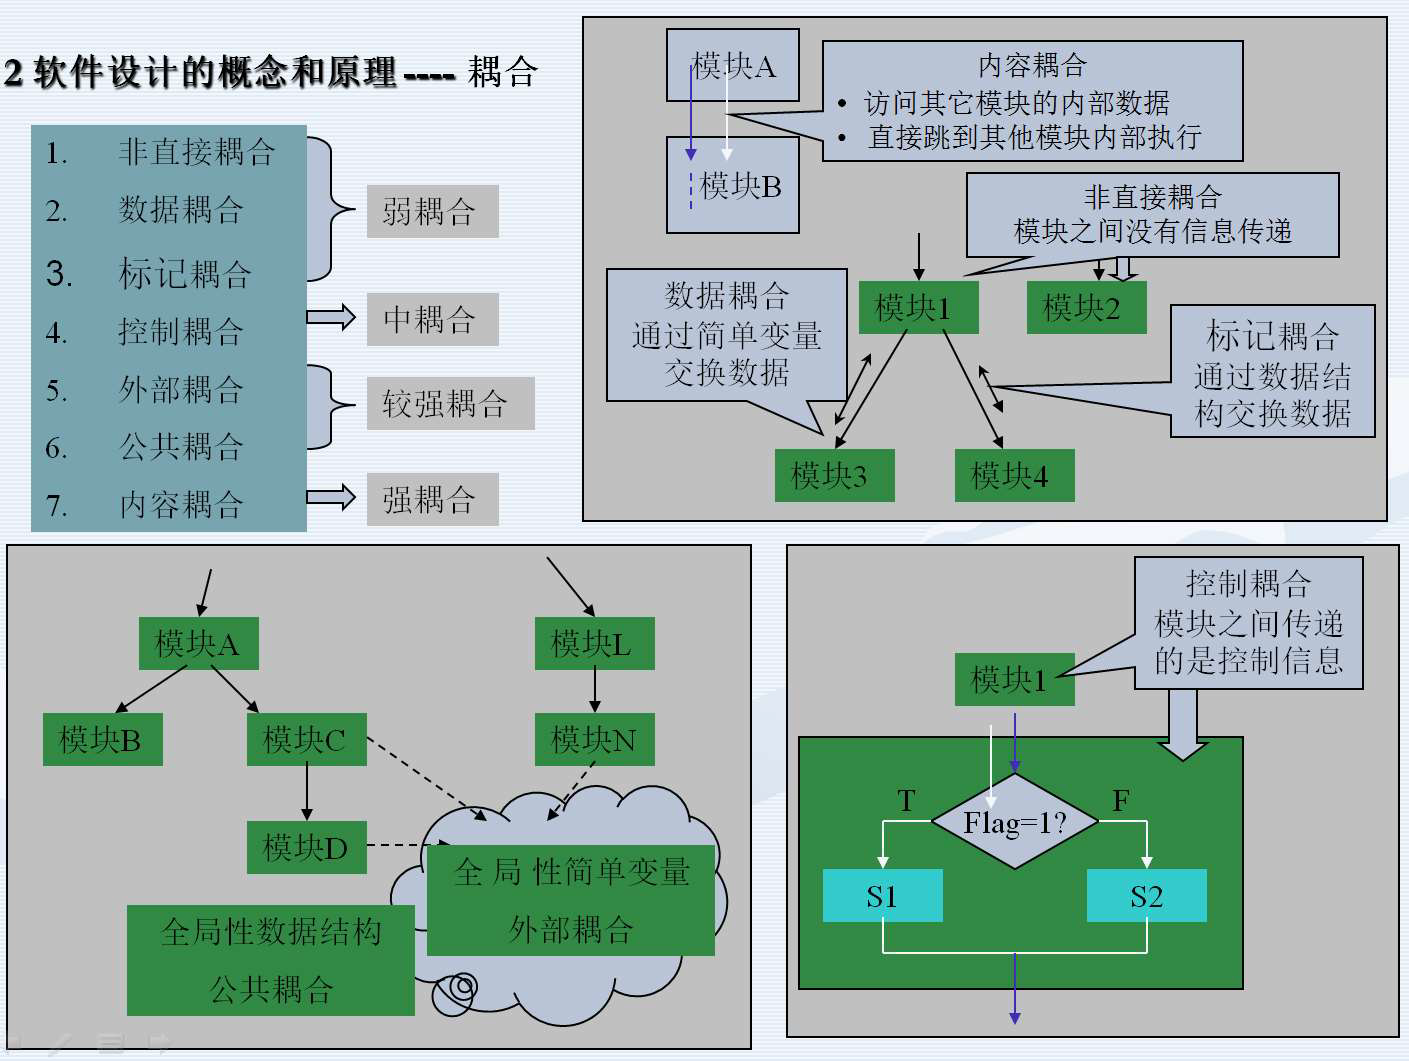 2 软件设计的概念和原理 ---- 耦合
1. 非直接耦合
2. 数据耦合
3. 标记耦合
4. 控制耦合
5. 外部耦合
6. 公共耦合
7. 内容耦合
弱耦合
中耦合
较强耦合
强耦合
模块A
模块B
内容耦合
• 访问其它模块的内部数据
• 直接跳到其他模块内部执行
非直接耦合
模块之间没有信息传递
数据耦合
通过简单变量
交换数据
模块1
模块2
标记耦合
通过数据结
构交换数据
模块3
模块4
模块A
模块L
模块B
模块C
模块N
模块D
全 局 性简单变量
外部耦合
全局性数据结构
公共耦合
控制耦合
模块之间传递
的是控制信息
模块1
T
F
Flag=1?
S1
S2